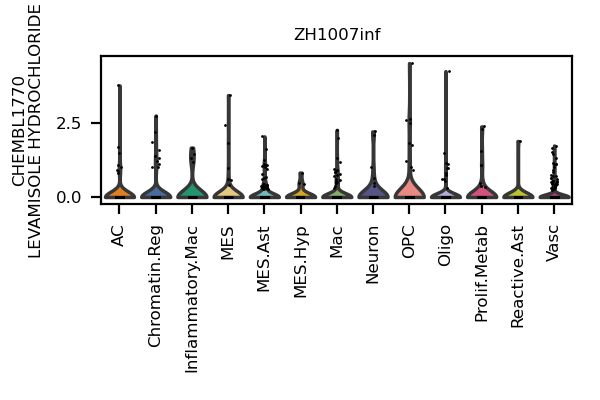 ZH1007inf
CHEMBL1770
LEVAMISOLE HYDROCHLORIDE
2.5
0.0
AC
Chromatin.Reg
Inflammatory.Mac
MES
MES.Ast
MES.Hyp
Mac
Neuron
OPC
Oligo
Prolif.Metab
Reactive.Ast
Vasc